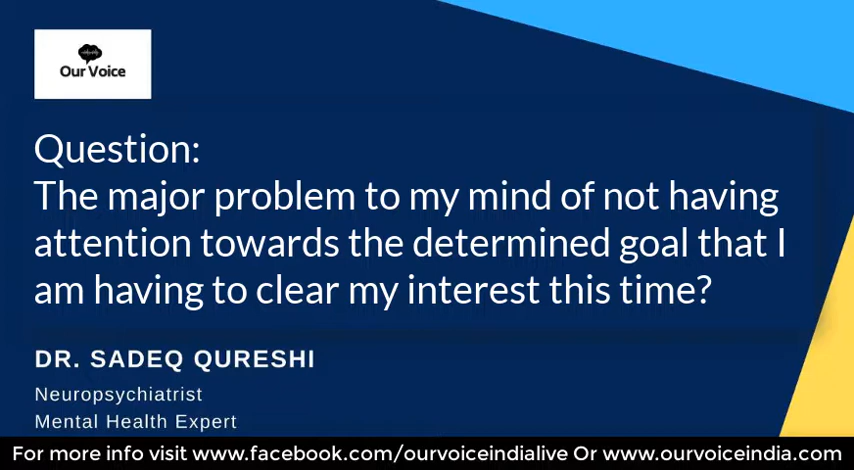 Our Voice
Question:
The major problem to my mind of not having
attention towards the determined goal that I
am having to clear my interest this time?
DR. SADEQ QURESHI
Neuropsychiatrist
Mental Health Expert
For more info visit www.facebook.com/ourvoiceindialive Or www.ourvoiceindia.com